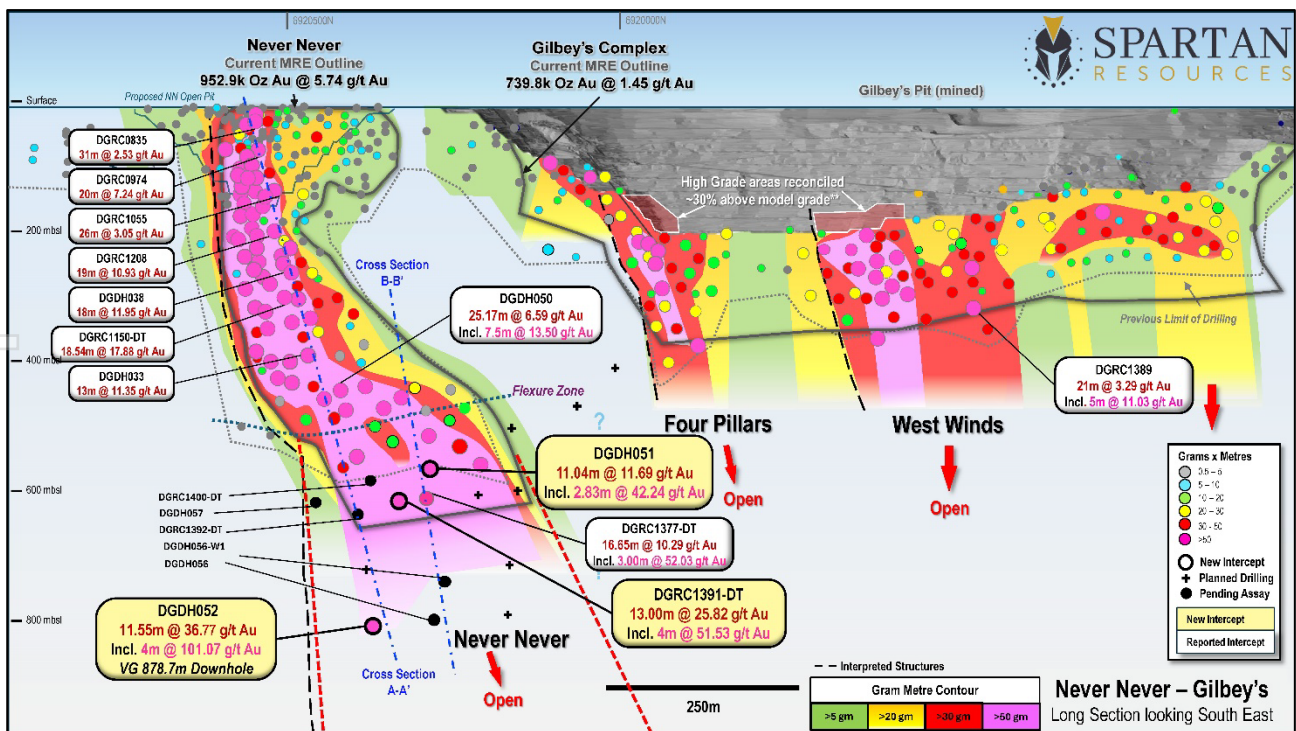 6920500N
6920000N
Never Never
Current MRE Outline
952.9k Oz Au @ 5.74 g/t Au
Gilbey's Complex
Current MRE Outline
739.8k Oz Au @ 1.45 g/t Au
SPARTAN
RESOURCES
Surface
Proposed NN Open Pit
Gilbey's Pit (mined)
DGRC0835
31m @ 2.53 g/t Au
DGRC0974
20m @ 7.24 g/t Au
DGRC1055
26m @ 3.05 g/t Au
DGRC1208
19m @ 10.93 g/t Au
DGDH038
18m @ 11.95 g/t Au
DGRC1150-DT
18.54m @ 17.88 g/t Au
DGDH033
13m @ 11.35 g/t Au
200 mbsl
400 mbsl
600 mbsl
800 mbsl
High Grade areas reconciled
~30% above model grade**
Cross Section
B-B'
DGDH050
25.17m @ 6.59 g/t Au
Incl. 7.5m @ 13.50 g/t Au
Previous Limit of Drilling
DGRC1389
21m @ 3.29 g/t Au
Incl. 5m @ 11.03 g/t Au
Flexure Zone
?
Four Pillars
Open
West Winds
Open
DGDH051
11.04m @ 11.69 g/t Au
Incl. 2.83m @ 42.24 g/t Au
DGRC1400-DT
DGDH057
DGRC1392-DT
DGDH056-W1
DGDH056
DGRC1377-DT
16.65m @ 10.29 g/t Au
Incl. 3.00m @ 52.03 g/t Au
?
DGRC1391-DT
13.00m @ 25.82 g/t Au
Incl. 4m @ 51.53 g/t Au
DGDH052
11.55m @ 36.77 g/t Au
Incl. 4m @ 101.07 g/t Au
VG 878.7m Downhole
Never Never
Open
Cross Section
A-A'
250m
Grams x Metres
0.5 – 5
5 – 10
10 – 20
20 – 30
30 - 50
>50
New Intercept
Planned Drilling
Pending Assay
New Intercept
Reported Intercept
Interpreted Structures
Gram Metre Contour
>5 gm
>20 gm
>30 gm
>50 gm
Never Never – Gilbey's
Long Section looking South East